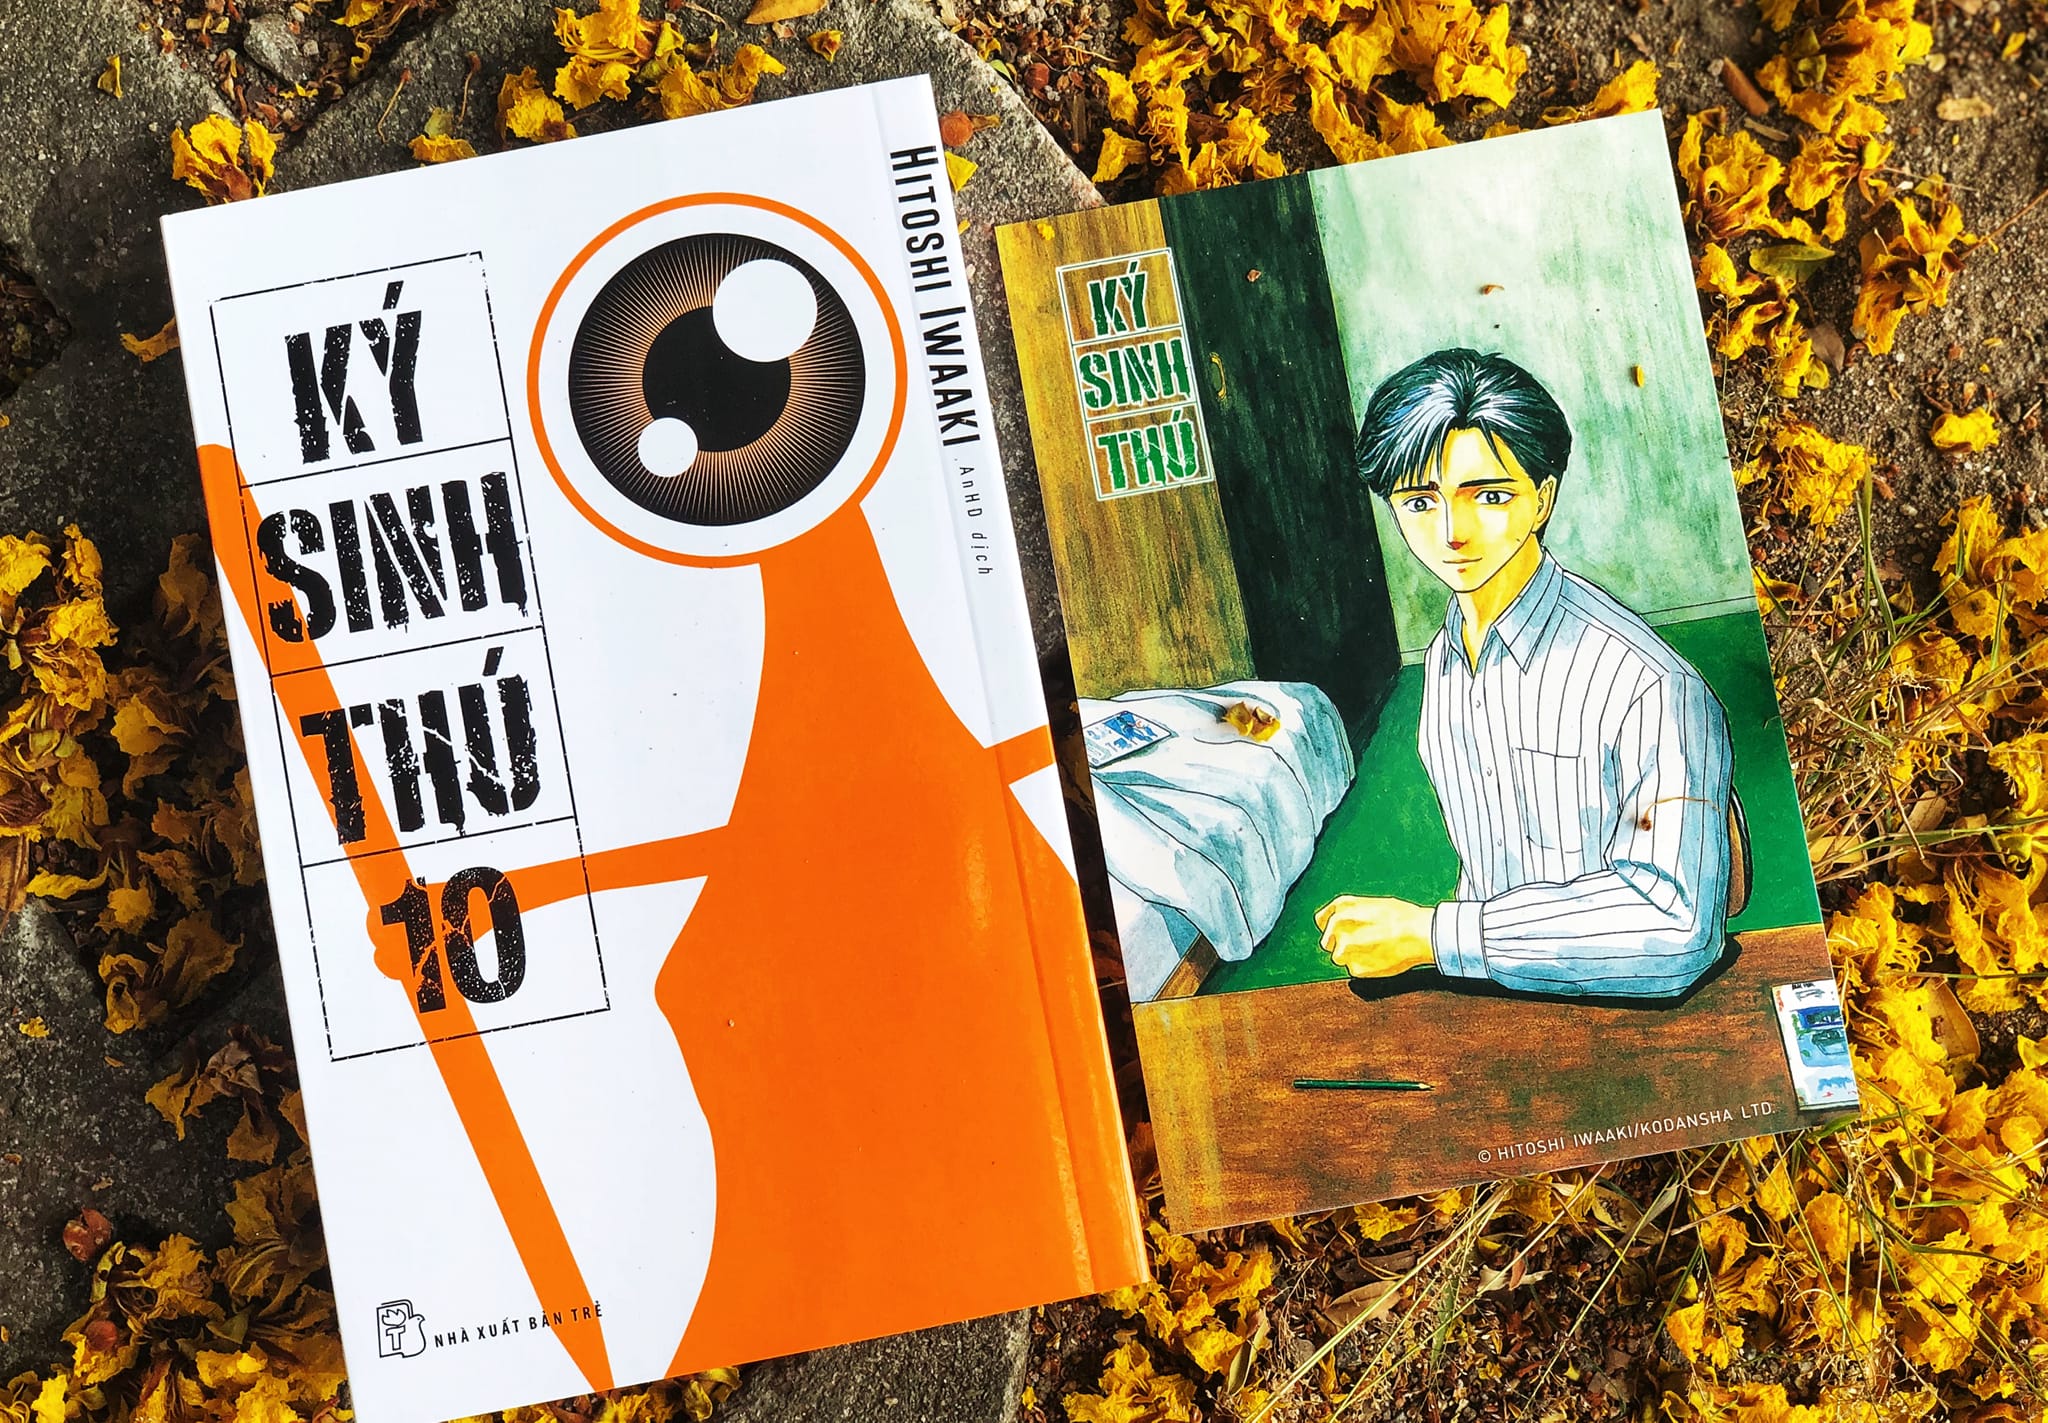 KÝ
SINH
THÚ
10
HITOSHI IWAAKI . AnHD dịch
NHÀ XUẤT BẢN TRẺ
KÝ
SINH
THÚ
© HITOSHI IWAAKI/KODANSHA LTD.